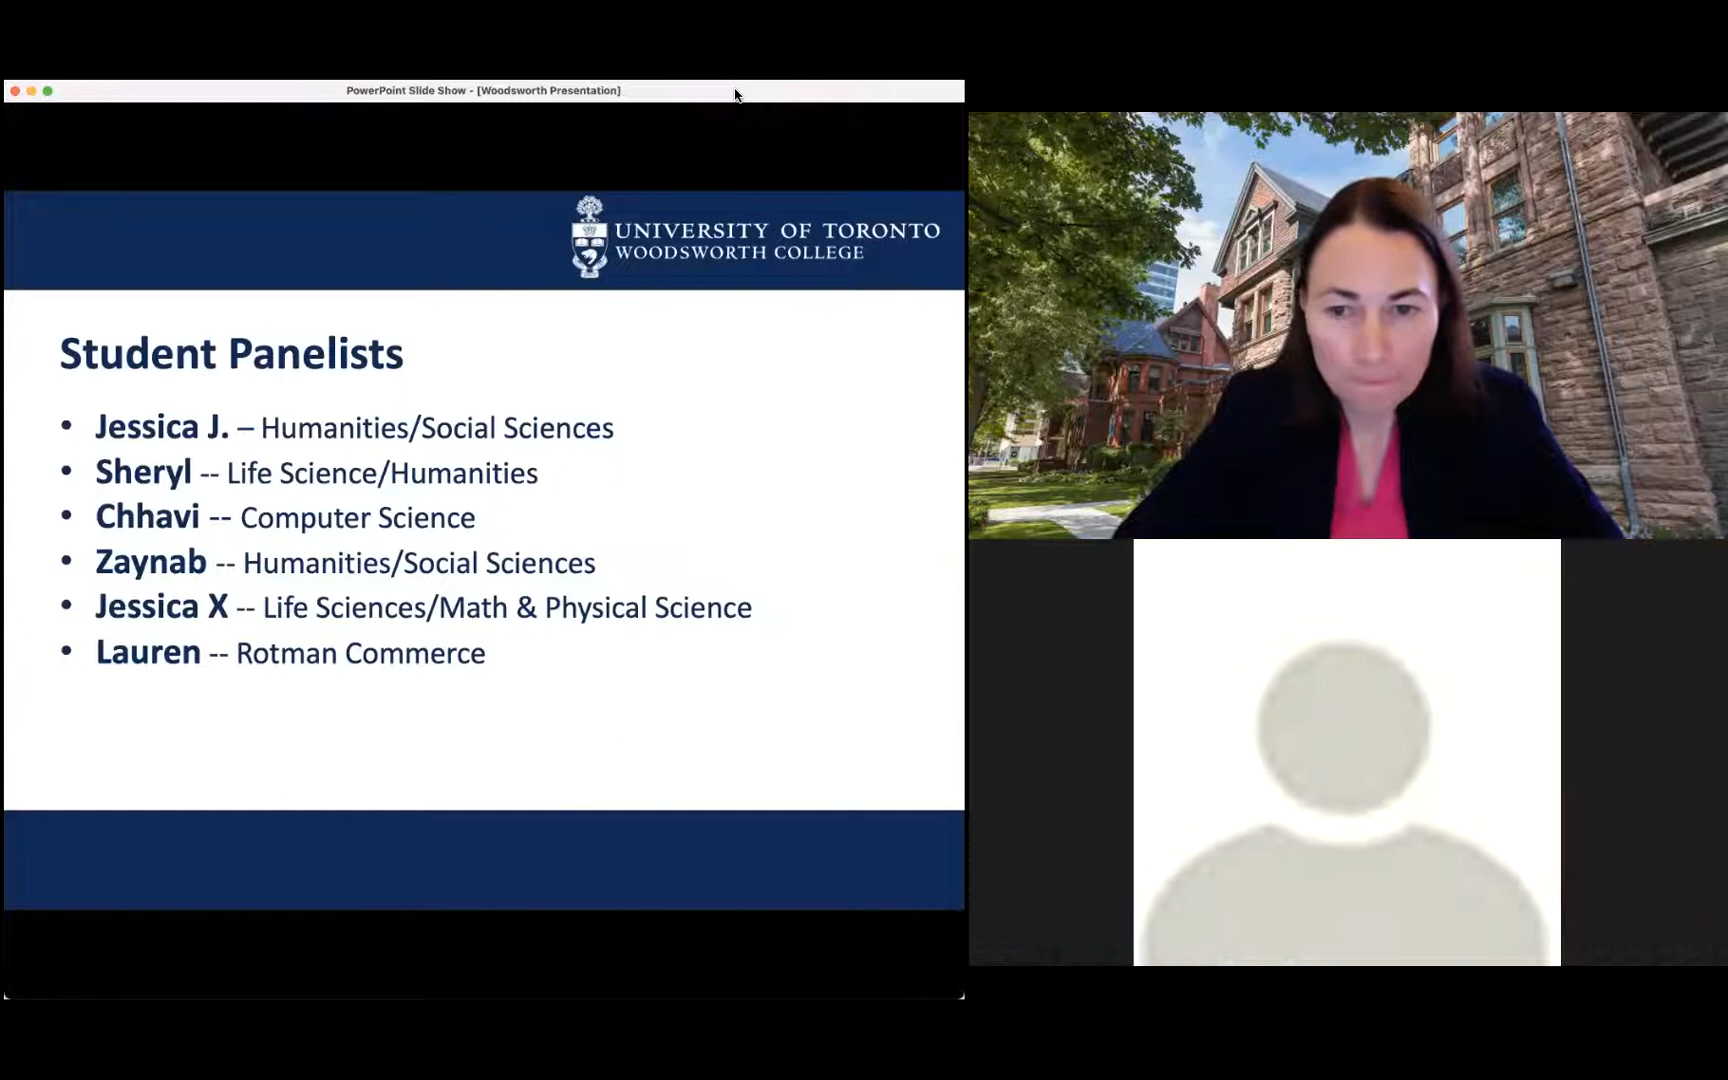 PowerPoint Slide Show - [Woodsworth Presentation]
UNIVERSITY OF TORONTO
WOODSWORTH COLLEGE
Student Panelists
• Jessica J. – Humanities/Social Sciences
• Sheryl -- Life Science/Humanities
• Chhavi -- Computer Science
• Zaynab -- Humanities/Social Sciences
• Jessica X -- Life Sciences/Math & Physical Science
• Lauren -- Rotman Commerce